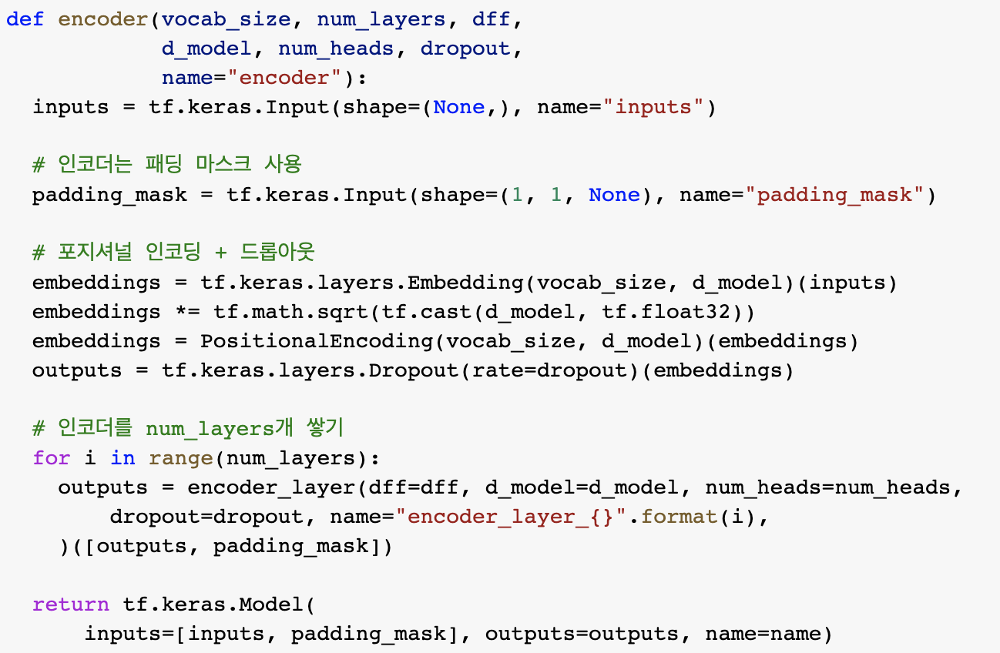 def encoder(vocab_size, num_layers, dff,
            d_model, num_heads, dropout,
            name="encoder"):
  inputs = tf.keras.Input(shape=(None,), name="inputs")

  # 인코더는 패딩 마스크 사용
  padding_mask = tf.keras.Input(shape=(1, 1, None), name="padding_mask")

  # 포지셔널 인코딩 + 드롭아웃
  embeddings = tf.keras.layers.Embedding(vocab_size, d_model)(inputs)
  embeddings *= tf.math.sqrt(tf.cast(d_model, tf.float32))
  embeddings = PositionalEncoding(vocab_size, d_model)(embeddings)
  outputs = tf.keras.layers.Dropout(rate=dropout)(embeddings)

  # 인코더를 num_layers개 쌓기
  for i in range(num_layers):
    outputs = encoder_layer(dff=dff, d_model=d_model, num_heads=num_heads,
        dropout=dropout, name="encoder_layer_{}".format(i),
    )([outputs, padding_mask])

  return tf.keras.Model(
      inputs=[inputs, padding_mask], outputs=outputs, name=name)